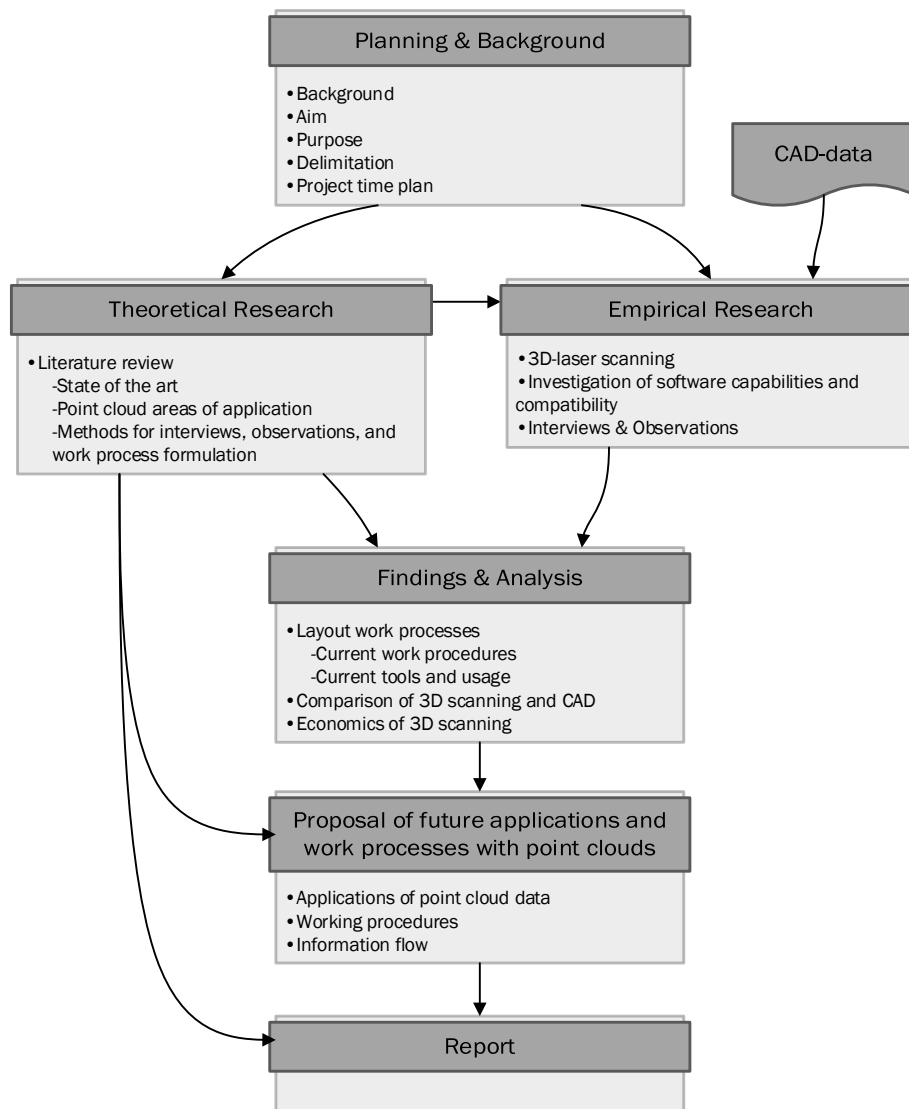 Planning & Background
•Background
•Aim
•Purpose
•Delimitation
•Project time plan
CAD-data
Theoretical Research
•Literature review
-State of the art
-Point cloud areas of application
-Methods for interviews, observations, and
work process formulation
Empirical Research
•3D-laser scanning
•Investigation of software capabilities and
compatibility
•Interviews & Observations
Findings & Analysis
•Layout work processes
-Current work procedures
-Current tools and usage
•Comparison of 3D scanning and CAD
•Economics of 3D scanning
Proposal of future applications and
work processes with point clouds
•Applications of point cloud data
•Working procedures
•Information flow
Report